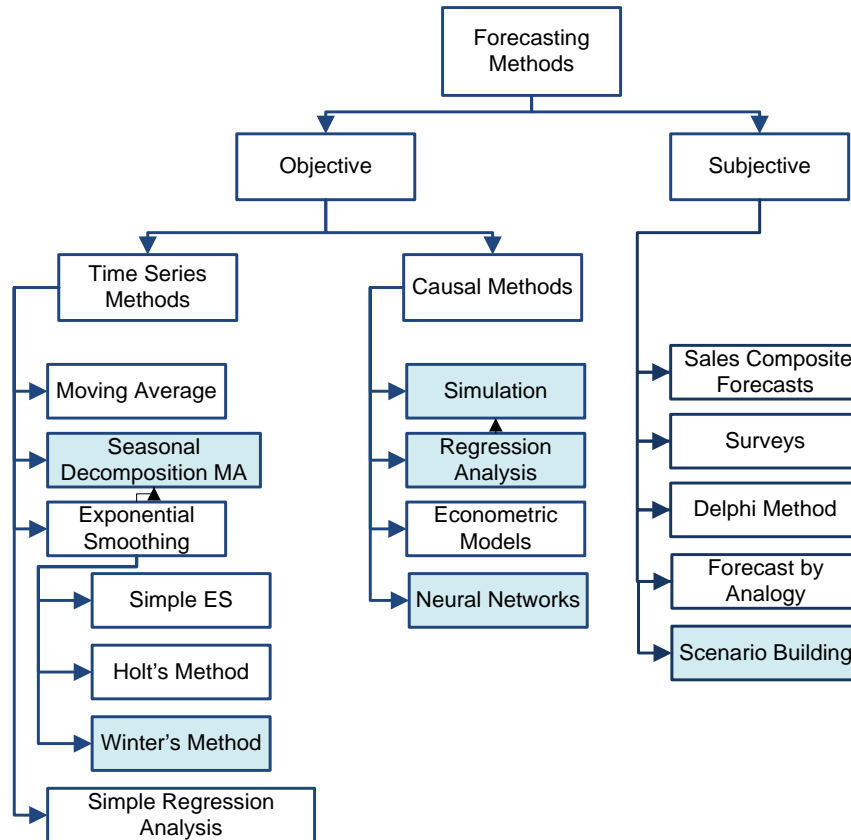 Forecasting
Methods
Objective
Subjective
Time Series
Methods
Causal Methods
Moving Average
Seasonal
Decomposition MA
Exponential
Smoothing
Simple ES
Holt's Method
Winter's Method
Simple Regression
Analysis
Simulation
Regression
Analysis
Econometric
Models
Neural Networks
Sales Composite
Forecasts
Surveys
Delphi Method
Forecast by
Analogy
Scenario Building